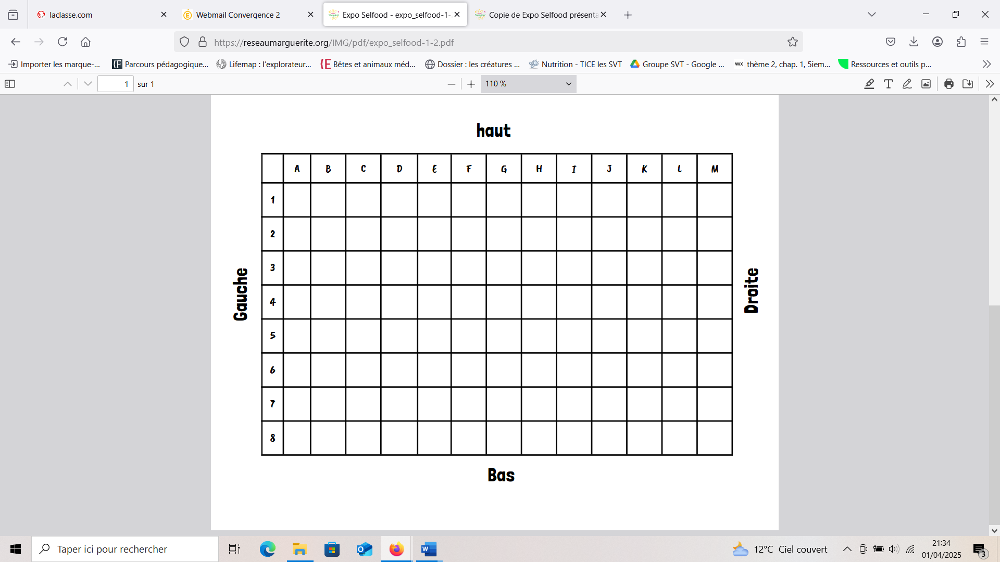 laclasse.com
Webmail Convergence 2
Expo Selfood - expo_selfood-1-
Copie de Expo Selfood présenta
https://reseaumarguerite.org/IMG/pdf/expo_selfood-1-2.pdf
Importer les marque-... Parcours pédagogique... Lifemap : l'explorateur... Bêtes et animaux méd... Dossier : les créatures ... Nutrition - TICE les SVT Groupe SVT - Google ... WIX thème 2, chap. 1, 5iem... Ressources et outils p...
1 sur 1
110 %
haut
A B C D E F G H I J K L M
1
2
3
4
5
6
7
8
Gauche
Droite
Bas
Taper ici pour rechercher
12°C Ciel couvert
21:34
01/04/2025
3